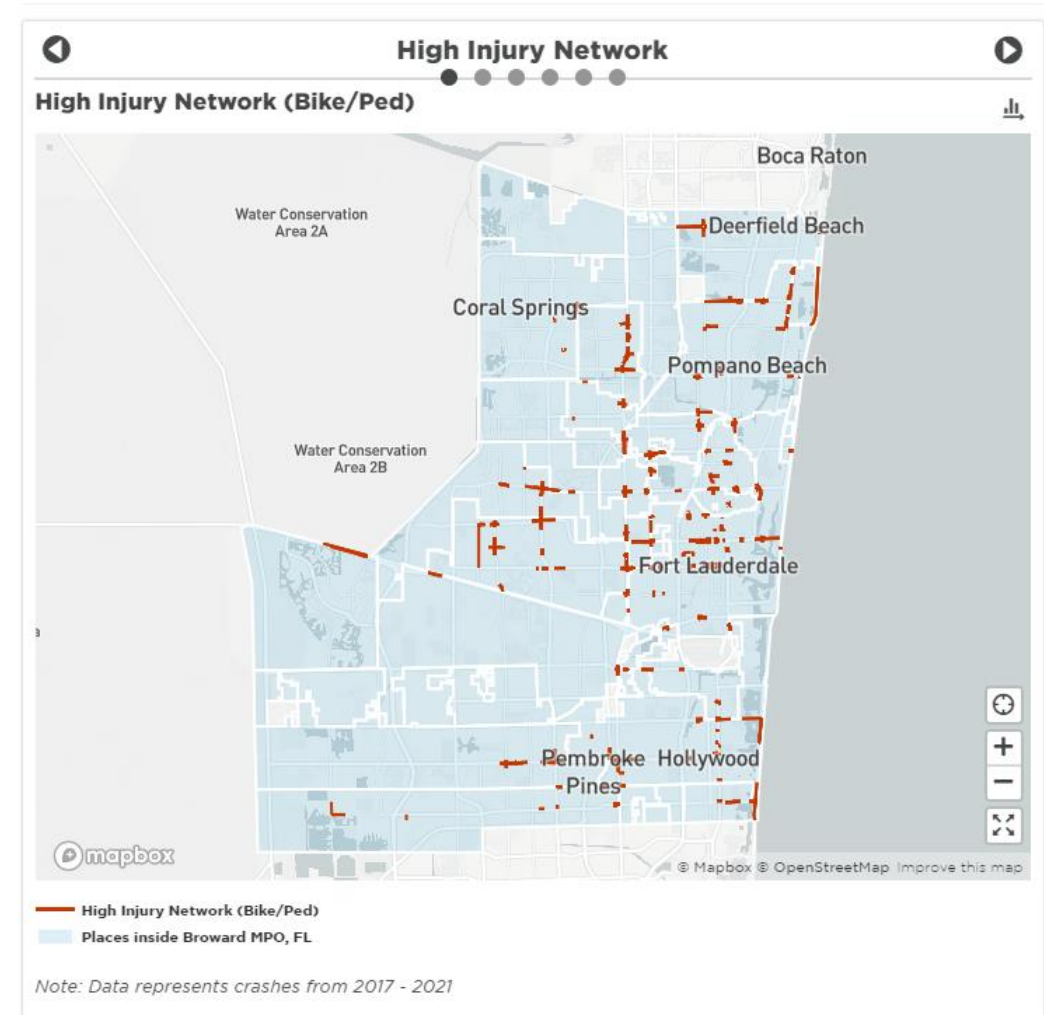 High Injury Network
High Injury Network (Bike/Ped)
Boca Raton
Water Conservation
Area 2A
Deerfield Beach
Coral Springs
Pompano Beach
Water Conservation
Area 2B
Fort Lauderdale
a
Pembroke Hollywood
Pines
mapbox
© Mapbox © OpenStreetMap Improve this map
High Injury Network (Bike/Ped)
Places inside Broward MPO, FL
Note: Data represents crashes from 2017 - 2021